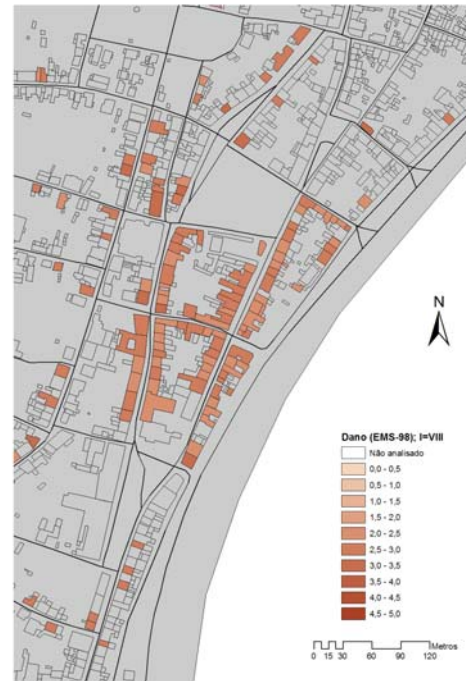 N
Dano (EMS-98); I=VIII
Não analisado
0,0 - 0,5
0,5 - 1,0
1,0 - 1,5
1,5 - 2,0
2,0 - 2,5
2,5 - 3,0
3,0 - 3,5
3,5 - 4,0
4,0 - 4,5
4,5 - 5,0
Metros
0 15 30 60 90 120